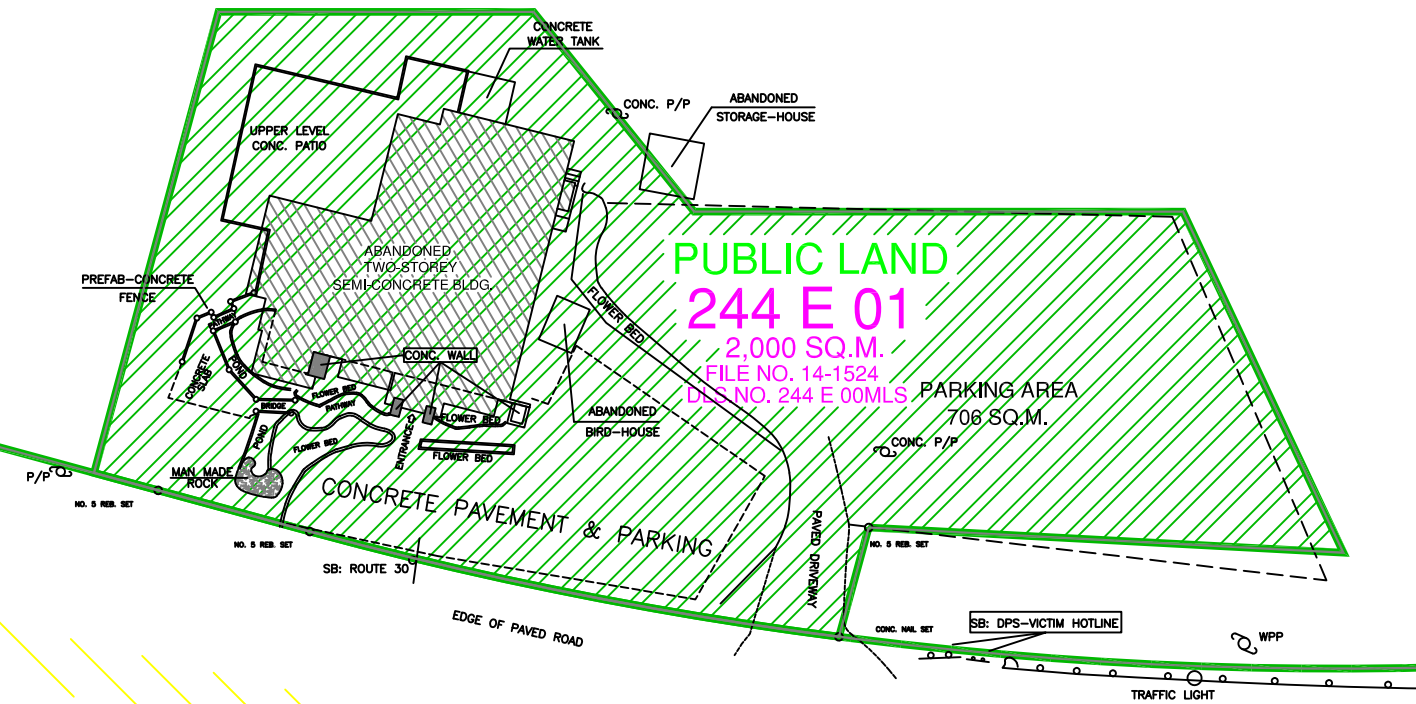 CONCRETE
WATER TANK
CONC. P/P
ABANDONED
STORAGE-HOUSE
UPPER LEVEL
CONC. PATIO
ABANDONED
TWO-STOREY
SEMI-CONCRETE BLDG.
PREFAB-CONCRETE
FENCE
PATHWAY
POND
CONCRETE
SLAB
CONC. WALL
FLOWER BED
PUBLIC LAND
244 E 01
2,000 SQ.M.
FILE NO. 14-1524
DLS NO. 244 E 00MLS
PARKING AREA
706 SQ.M.
FLOWER BED
PATHWAY
BRIDGE
FLOWER BED
ABANDONED
BIRD-HOUSE
POND
FLOWER BED
ENTRANCE
FLOWER BED
CONC. P/P
P/P
MAN MADE
ROCK
NO. 5 REB. SET
CONCRETE PAVEMENT & PARKING
PAVED DRIVEWAY
NO. 5 REB. SET
NO. 5 REB. SET
SB: ROUTE 30
EDGE OF PAVED ROAD
CONC. NAIL SET
SB: DPS-VICTIM HOTLINE
WPP
TRAFFIC LIGHT